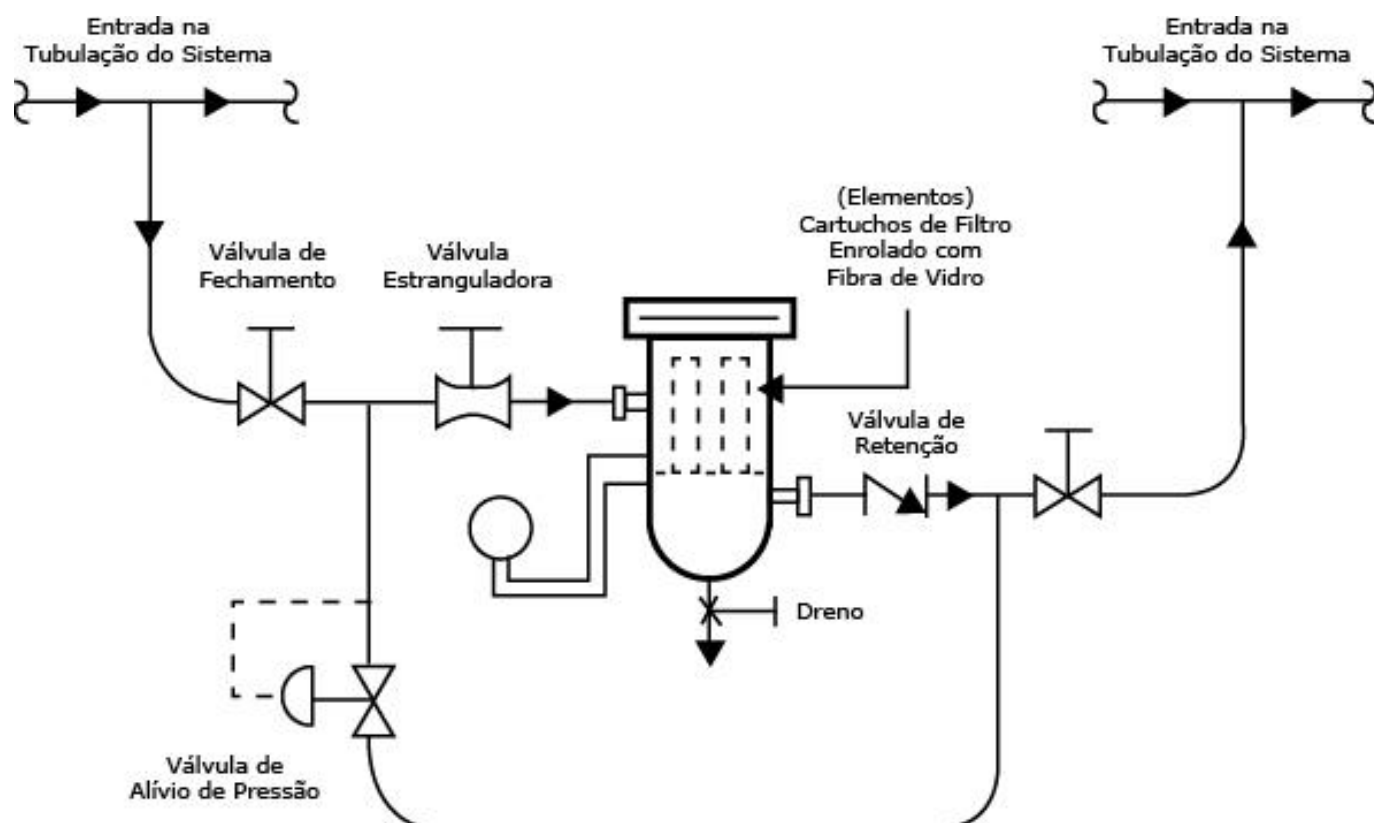 Entrada na
Tubulação do Sistema
Entrada na
Tubulação do Sistema
(Elementos)
Cartuchos de Filtro
Enrolado com
Fibra de Vidro
Válvula de
Fechamento
Válvula
Estranguladora
Válvula de
Retenção
Dreno
Válvula de
Alívio de Pressão